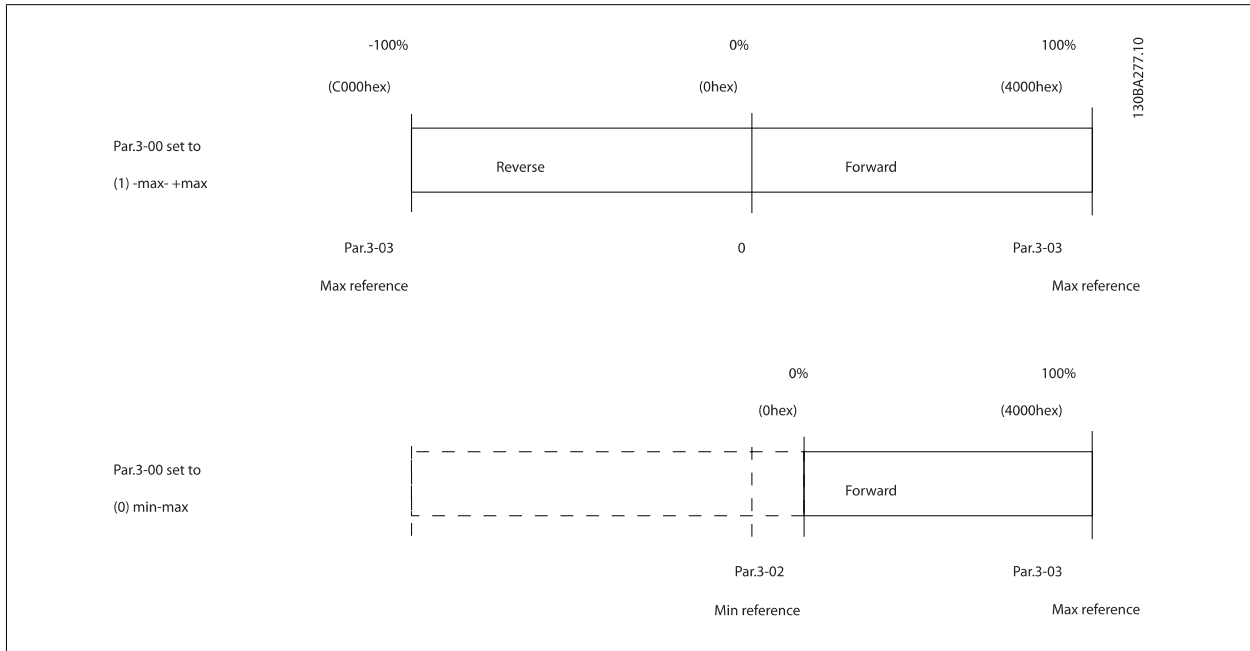 -100% 0% 100%
(C000hex) (0hex) (4000hex)
130BA277.10
Par.3-00 set to
(1) -max- +max
Reverse Forward
Par.3-03 0 Par.3-03
Max reference Max reference
0% 100%
(0hex) (4000hex)
Par.3-00 set to
(0) min-max
Forward
Par.3-02 Par.3-03
Min reference Max reference